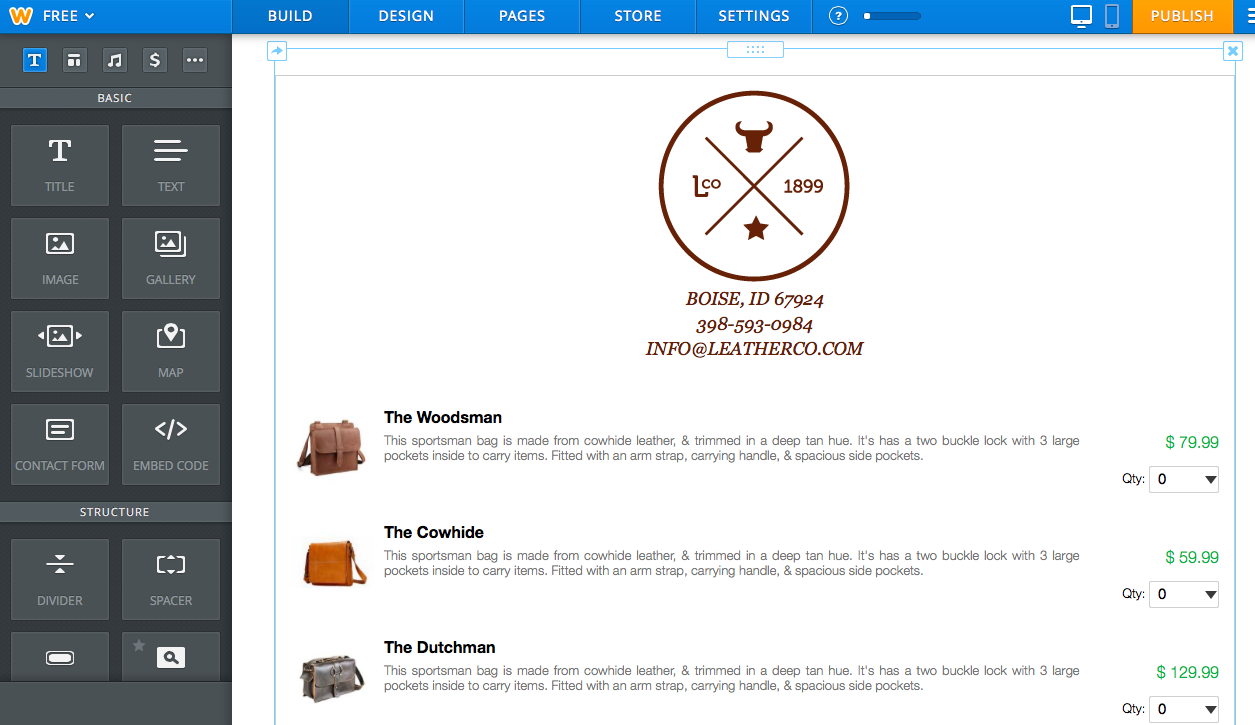 FREE
BUILD
DESIGN
PAGES
STORE
SETTINGS
?
PUBLISH
T
$
BASIC
T
TITLE
TEXT
IMAGE
GALLERY
SLIDESHOW
MAP
CONTACT FORM
</>
EMBED CODE
STRUCTURE
DIVIDER
SPACER
Lco
1899
BOISE, ID 67924
398-593-0984
INFO@LEATHERCO.COM
The Woodsman
This sportsman bag is made from cowhide leather, & trimmed in a deep tan hue. It's has a two buckle lock with 3 large
pockets inside to carry items. Fitted with an arm strap, carrying handle, & spacious side pockets.
$ 79.99
Qty: 0
The Cowhide
This sportsman bag is made from cowhide leather, & trimmed in a deep tan hue. It's has a two buckle lock with 3 large
pockets inside to carry items. Fitted with an arm strap, carrying handle, & spacious side pockets.
$ 59.99
Qty: 0
The Dutchman
This sportsman bag is made from cowhide leather, & trimmed in a deep tan hue. It's has a two buckle lock with 3 large
pockets inside to carry items. Fitted with an arm strap, carrying handle, & spacious side pockets.
$ 129.99
Qty: 0